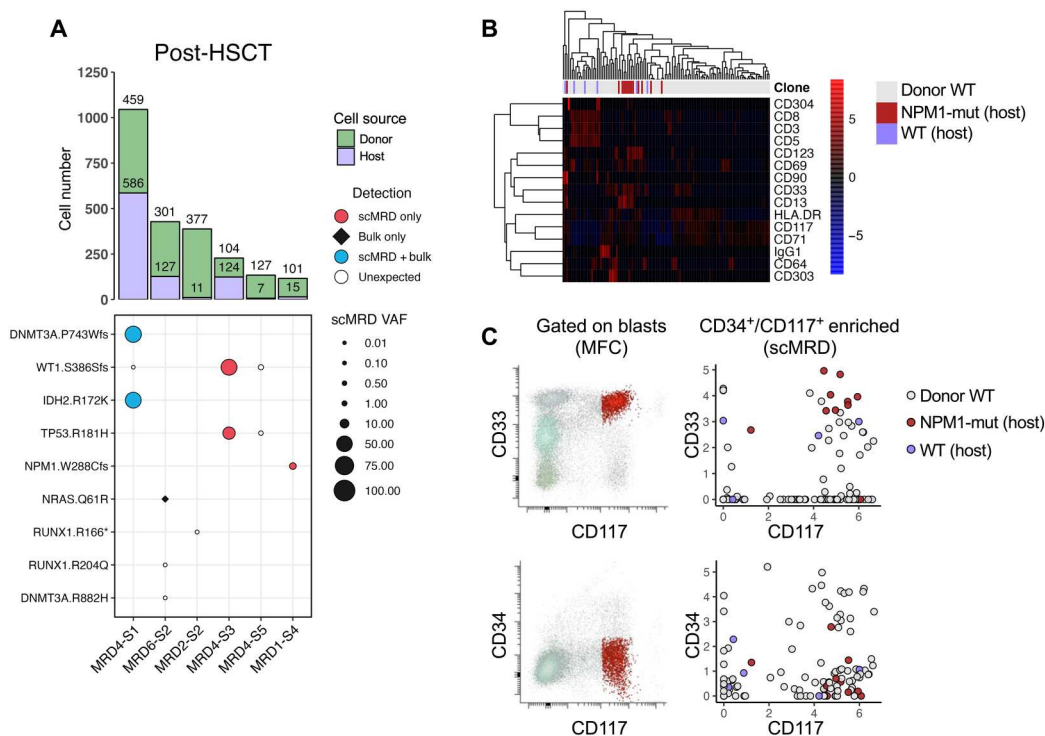 A
Post-HSCT
1250
1000
750
500
250
0
Cell number
459
586
301
127
377
11
104
124
127
7
101
15
Cell source
Donor
Host
Detection
scMRD only
Bulk only
scMRD + bulk
Unexpected
scMRD VAF
0.01
0.10
0.50
1.00
10.00
50.00
75.00
100.00
DNMT3A.P743Wfs
WT1.S386Sfs
IDH2.R172K
TP53.R181H
NPM1.W288Cfs
NRAS.Q61R
RUNX1.R166*
RUNX1.R204Q
DNMT3A.R882H
MRD4-S1
MRD6-S2
MRD2-S2
MRD4-S3
MRD4-S5
MRD1-S4
B
Clone
CD304
CD8
CD3
CD5
CD123
CD69
CD90
CD33
CD13
HLA.DR
CD117
CD71
IgG1
CD64
CD303
5
0
−5
Donor WT
NPM1-mut (host)
WT (host)
C
Gated on blasts
(MFC)
CD34⁺/CD117⁺ enriched
(scMRD)
CD33
CD117
CD33
5
4
3
2
1
0
0
2
4
6
CD117
Donor WT
NPM1-mut (host)
WT (host)
CD34
CD117
CD34
5
4
3
2
1
0
0
2
4
6
CD117